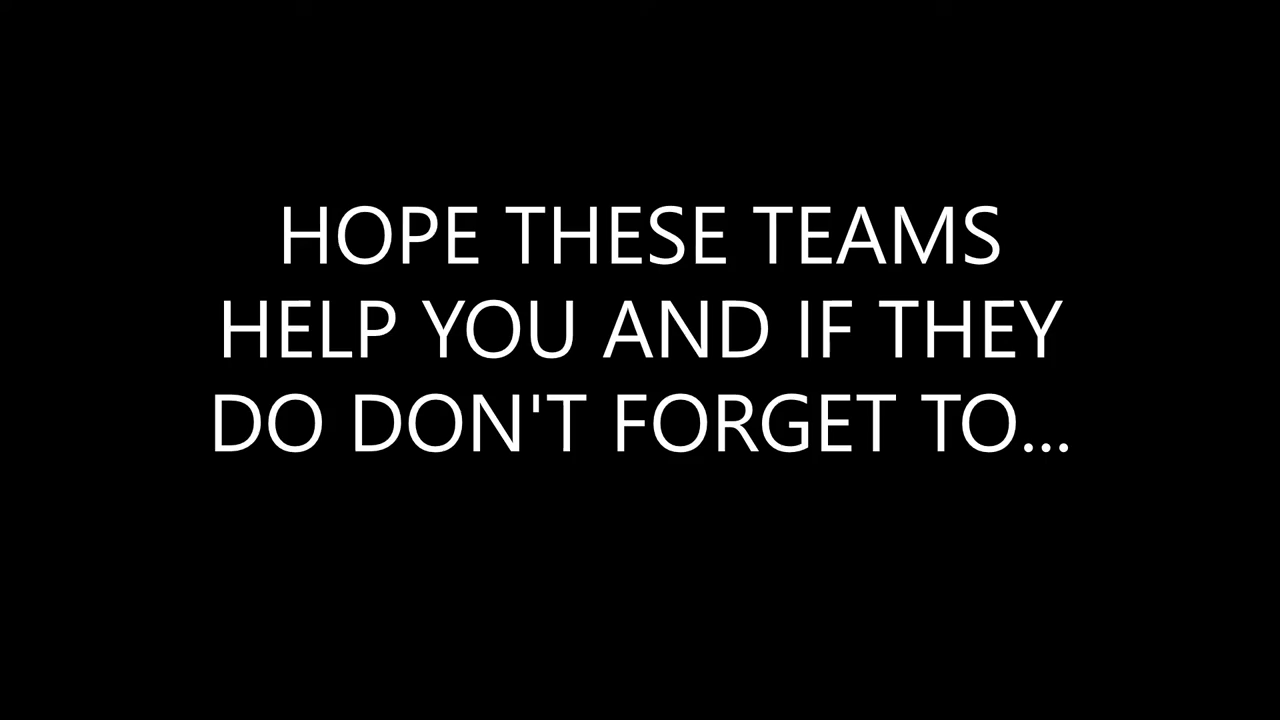 HOPE THESE TEAMS
HELP YOU AND IF THEY
DO DON'T FORGET TO...